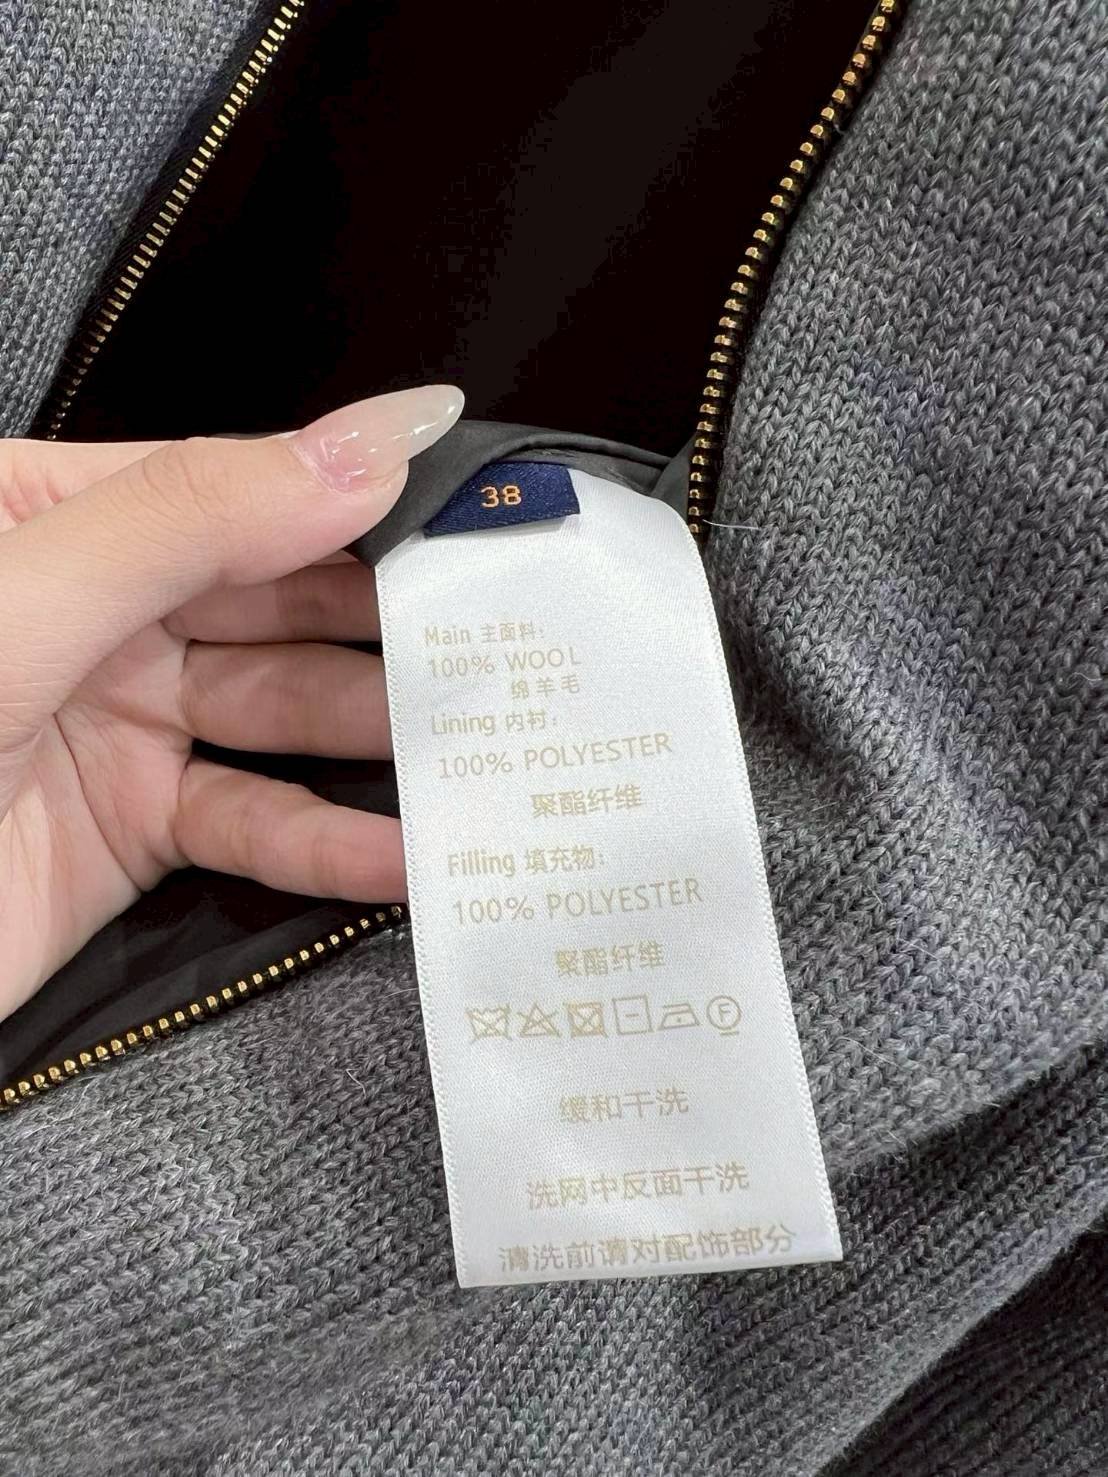 38
Main 主面料:
100% WOOL
绵羊毛
Lining 内衬:
100% POLYESTER
聚酯纤维
Filling 填充物:
100% POLYESTER
聚酯纤维
F
缓和干洗
洗网中反面干洗
清洗前请对配饰部分